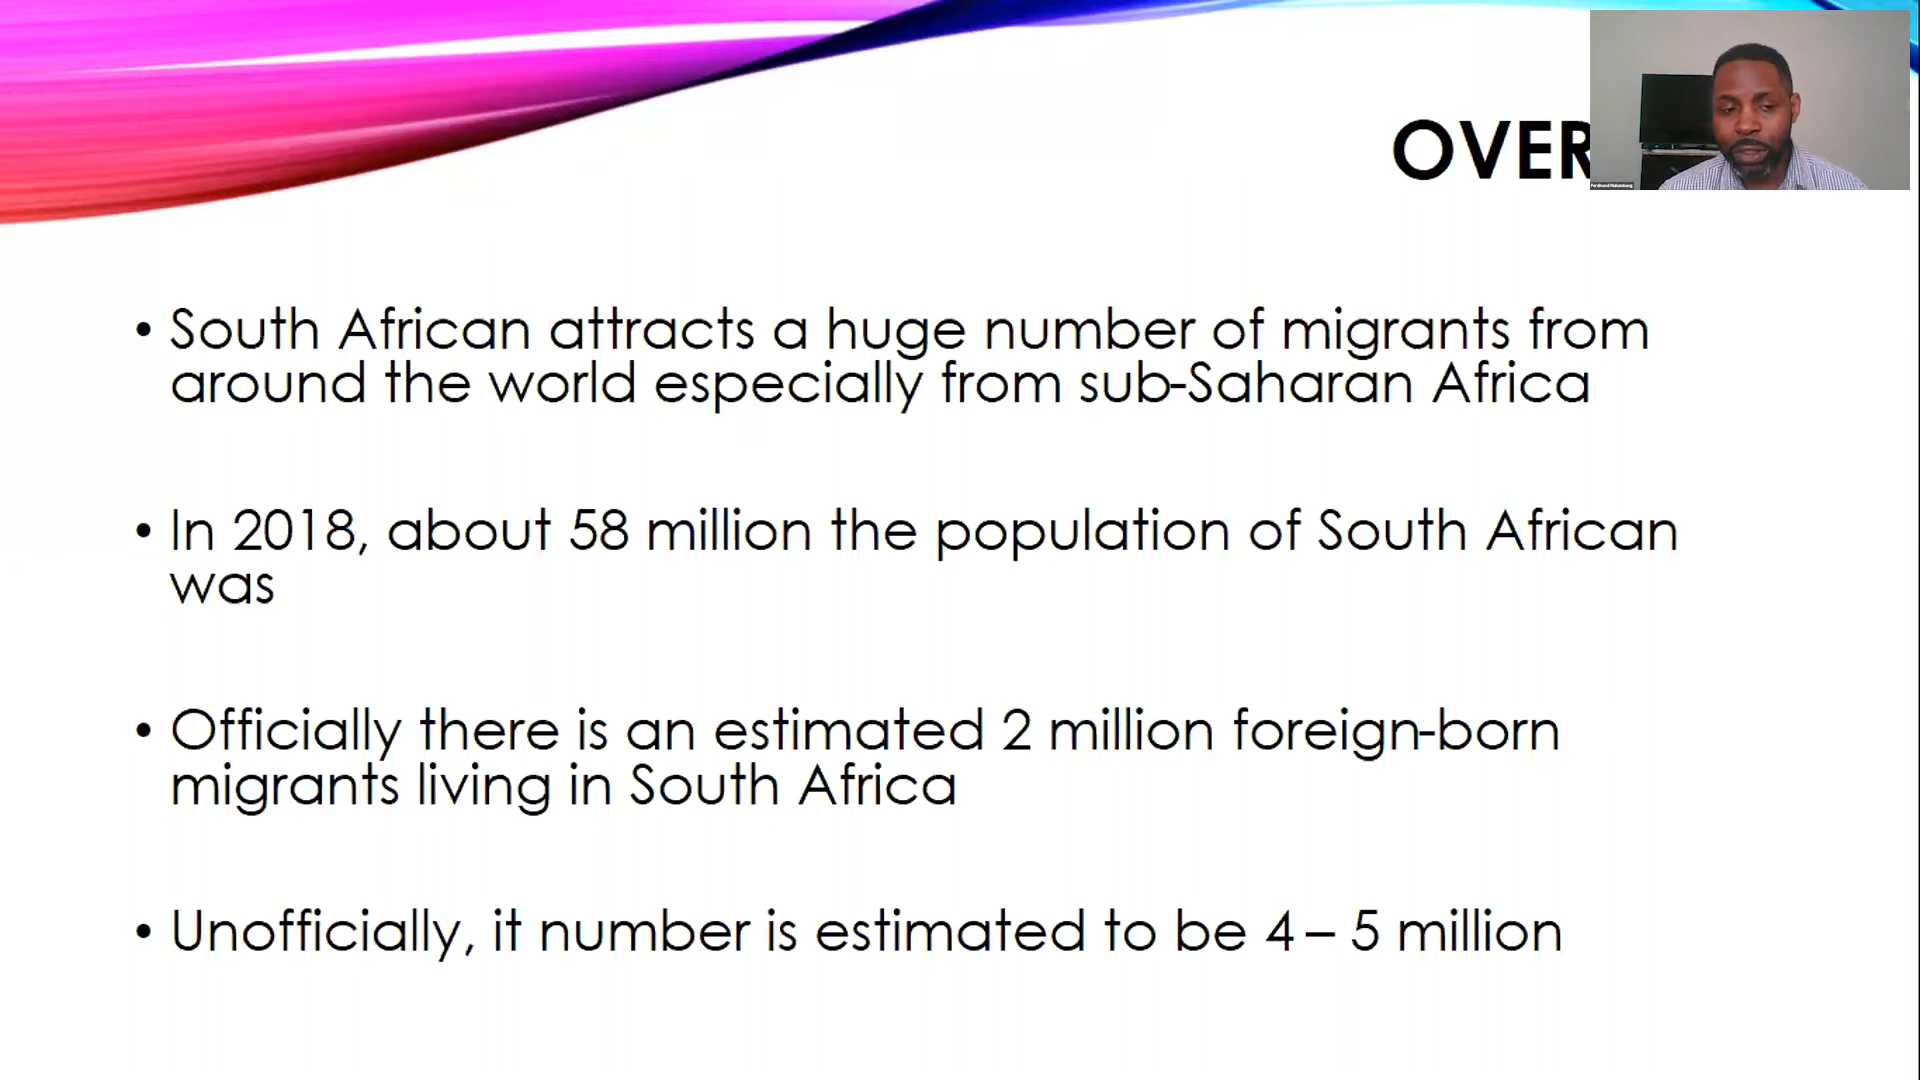 OVER
• South African attracts a huge number of migrants from
around the world especially from sub-Saharan Africa
• In 2018, about 58 million the population of South African
was
• Officially there is an estimated 2 million foreign-born
migrants living in South Africa
• Unofficially, it number is estimated to be 4 – 5 million